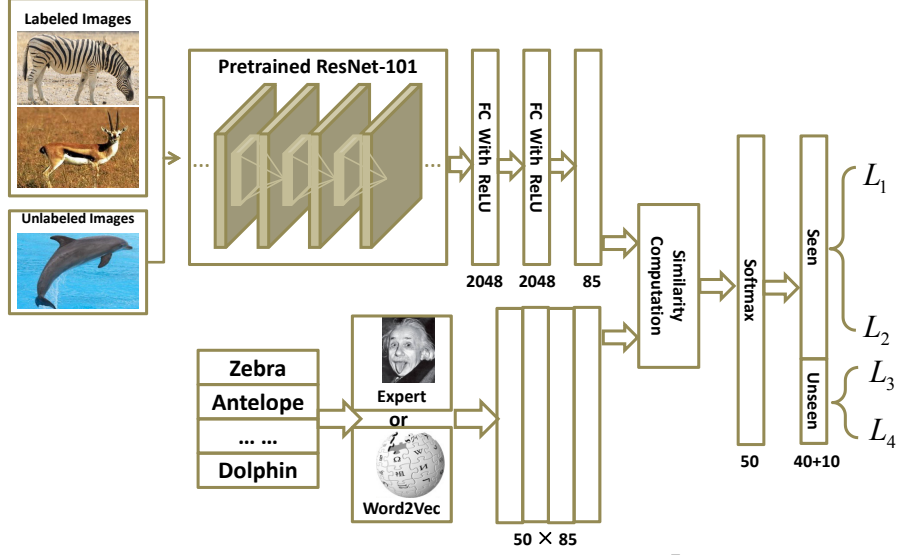 Labeled Images
Unlabeled Images
Pretrained ResNet-101
...
...
FC With ReLU
FC With ReLU
2048
2048
85
Zebra
Antelope
... ...
Dolphin
Expert
or
Word2Vec
50 × 85
Similarity
Computation
Softmax
50
Seen
Unseen
40+10
L1
L2
L3
L4